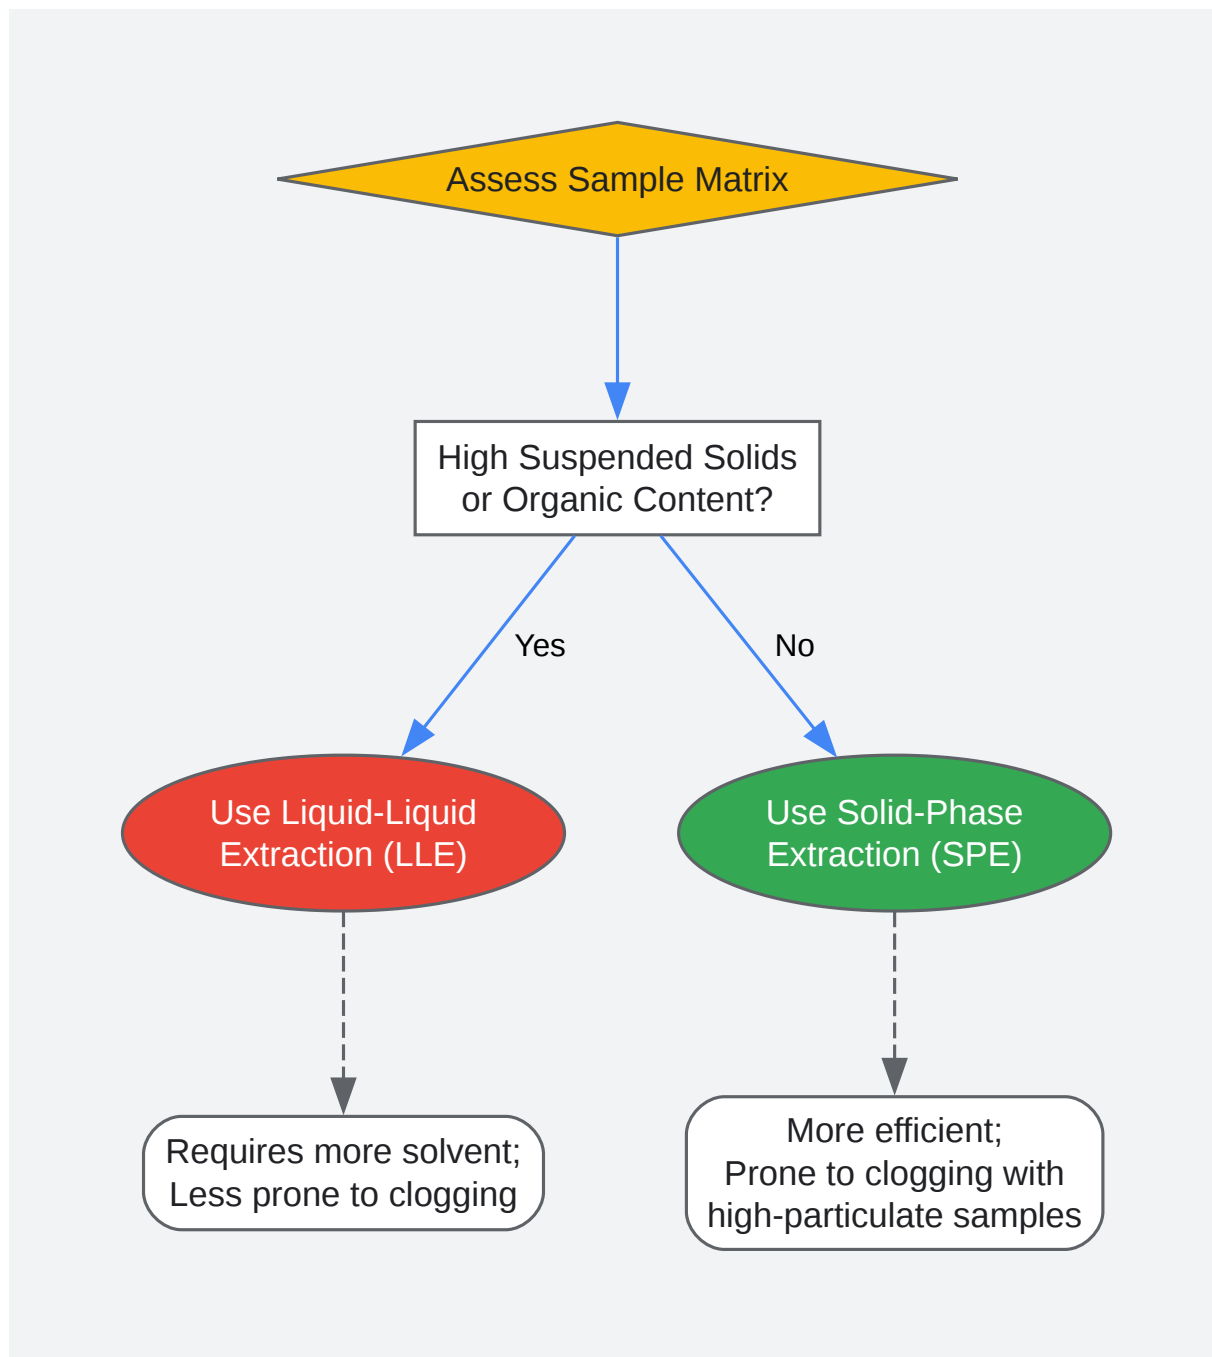 Assess Sample Matrix
High Suspended Solids
or Organic Content?
Yes
No
Use Liquid-Liquid
Extraction (LLE)
Use Solid-Phase
Extraction (SPE)
Requires more solvent;
Less prone to clogging
More efficient;
Prone to clogging with
high-particulate samples